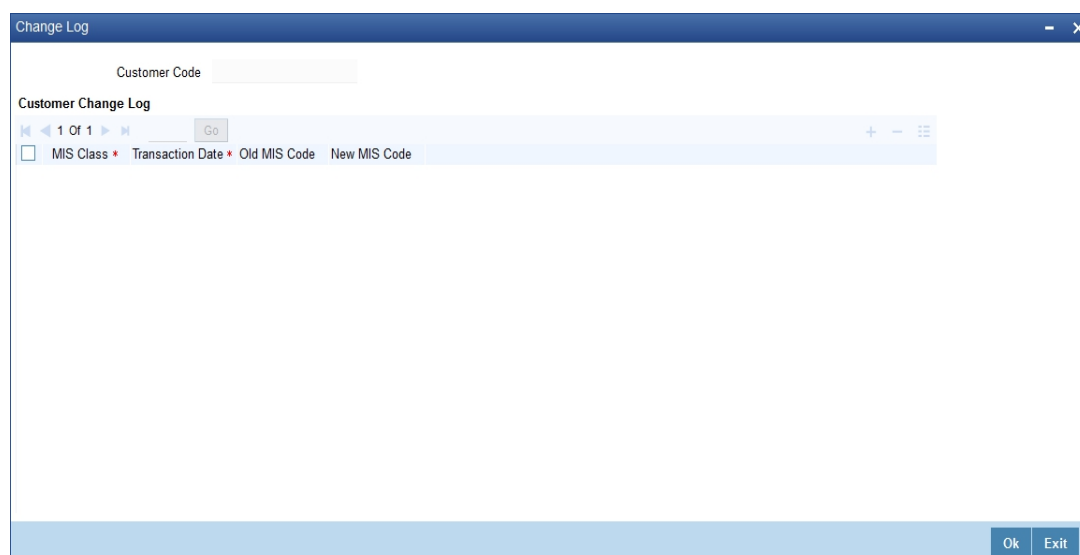 Change Log
Customer Code
Customer Change Log
1 Of 1 Go
MIS Class * Transaction Date * Old MIS Code New MIS Code
Ok Exit